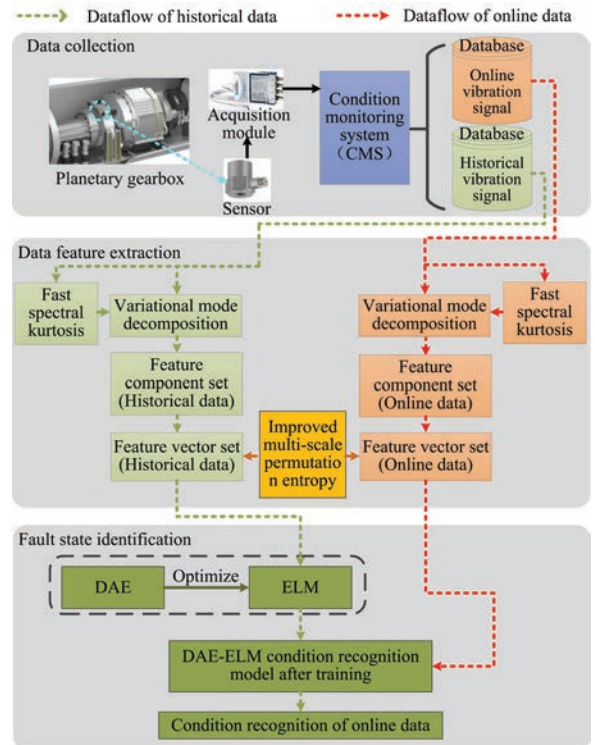 Dataflow of historical data
Dataflow of online data
Data collection
Planetary gearbox
Acquisition
module
Sensor
Condition
monitoring
system
（CMS）
Database
Online
vibration
signal
Database
Historical
vibration
signal
Data feature extraction
Fast
spectral
kurtosis
Variational mode
decomposition
Variational mode
decomposition
Fast
spectral
kurtosis
Feature
component set
(Historical data)
Feature
component set
(Online data)
Feature vector set
(Historical data)
Improved
multi-scale
permutatio
n entropy
Feature vector set
(Online data)
Fault state identification
DAE
Optimize
ELM
DAE-ELM condition recognition
model after training
Condition recognition of online data